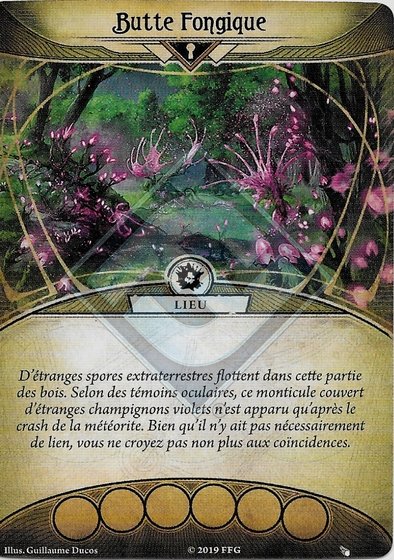 Butte Fongique
LIEU
D'étranges spores extraterrestres flottent dans cette partie
des bois. Selon des témoins oculaires, ce monticule couvert
d'étranges champignons violets n'est apparu qu'après le
crash de la météorite. Bien qu'il n'y ait pas nécessairement
de lien, vous ne croyez pas non plus aux coïncidences.
Illus. Guillaume Ducos
© 2019 FFG